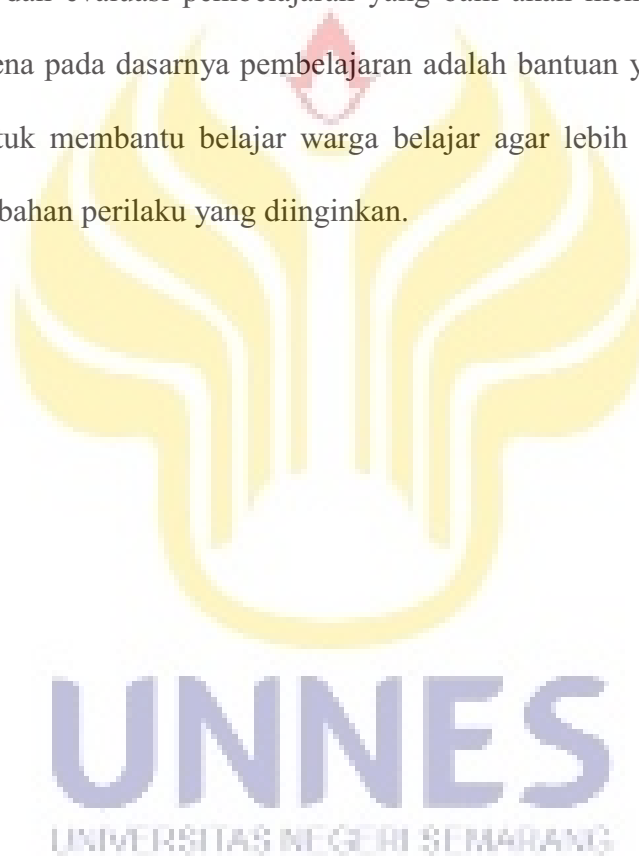 dan evaluasi pembelajaran yang baik akan
ena pada dasarnya pembelajaran adalah bantuan y
tuk membantu belajar warga belajar agar lebih
bahan perilaku yang diinginkan.
UNNES
UNIVERSITAS NEGERI SEMARANG